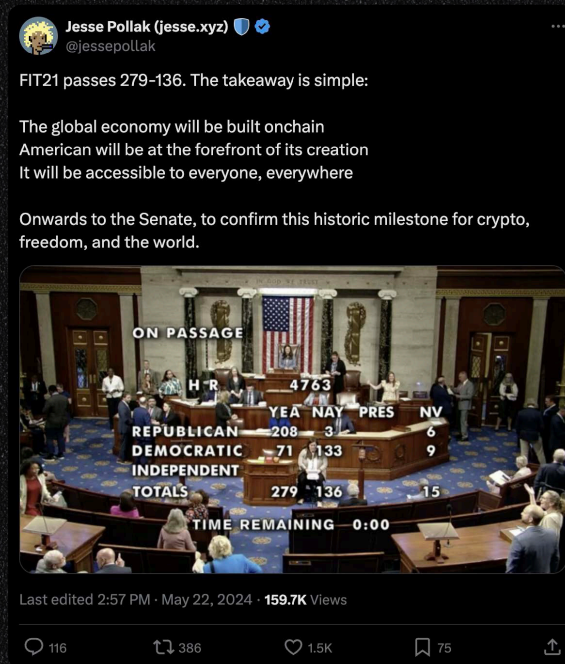 Jesse Pollak (jesse.xyz)
@jessepollak
FIT21 passes 279-136. The takeaway is simple:
The global economy will be built onchain
American will be at the forefront of its creation
It will be accessible to everyone, everywhere
Onwards to the Senate, to confirm this historic milestone for crypto,
freedom, and the world.
ON PASSAGE
H R 4763
YEA NAY PRES NV
REPUBLICAN 208 3 6
DEMOCRATIC 71 133 9
INDEPENDENT
TOTALS 279 136 15
TIME REMAINING 0:00
Last edited 2:57 PM · May 22, 2024 · 159.7K Views
116 386 1.5K 75